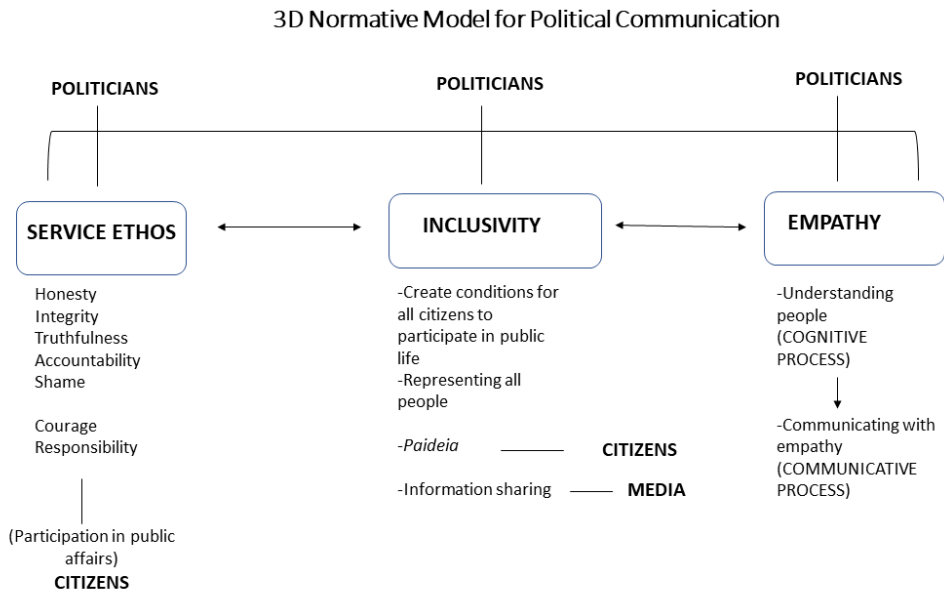 3D Normative Model for Political Communication
POLITICIANS
POLITICIANS
POLITICIANS
SERVICE ETHOS
INCLUSIVITY
EMPATHY
Honesty
Integrity
Truthfulness
Accountability
Shame
Courage
Responsibility
(Participation in public
affairs)
CITIZENS
-Create conditions for
all citizens to
participate in public
life
-Representing all
people
-Paideia
CITIZENS
-Information sharing
MEDIA
-Understanding
people
(COGNITIVE
PROCESS)
-Communicating with
empathy
(COMMUNICATIVE
PROCESS)